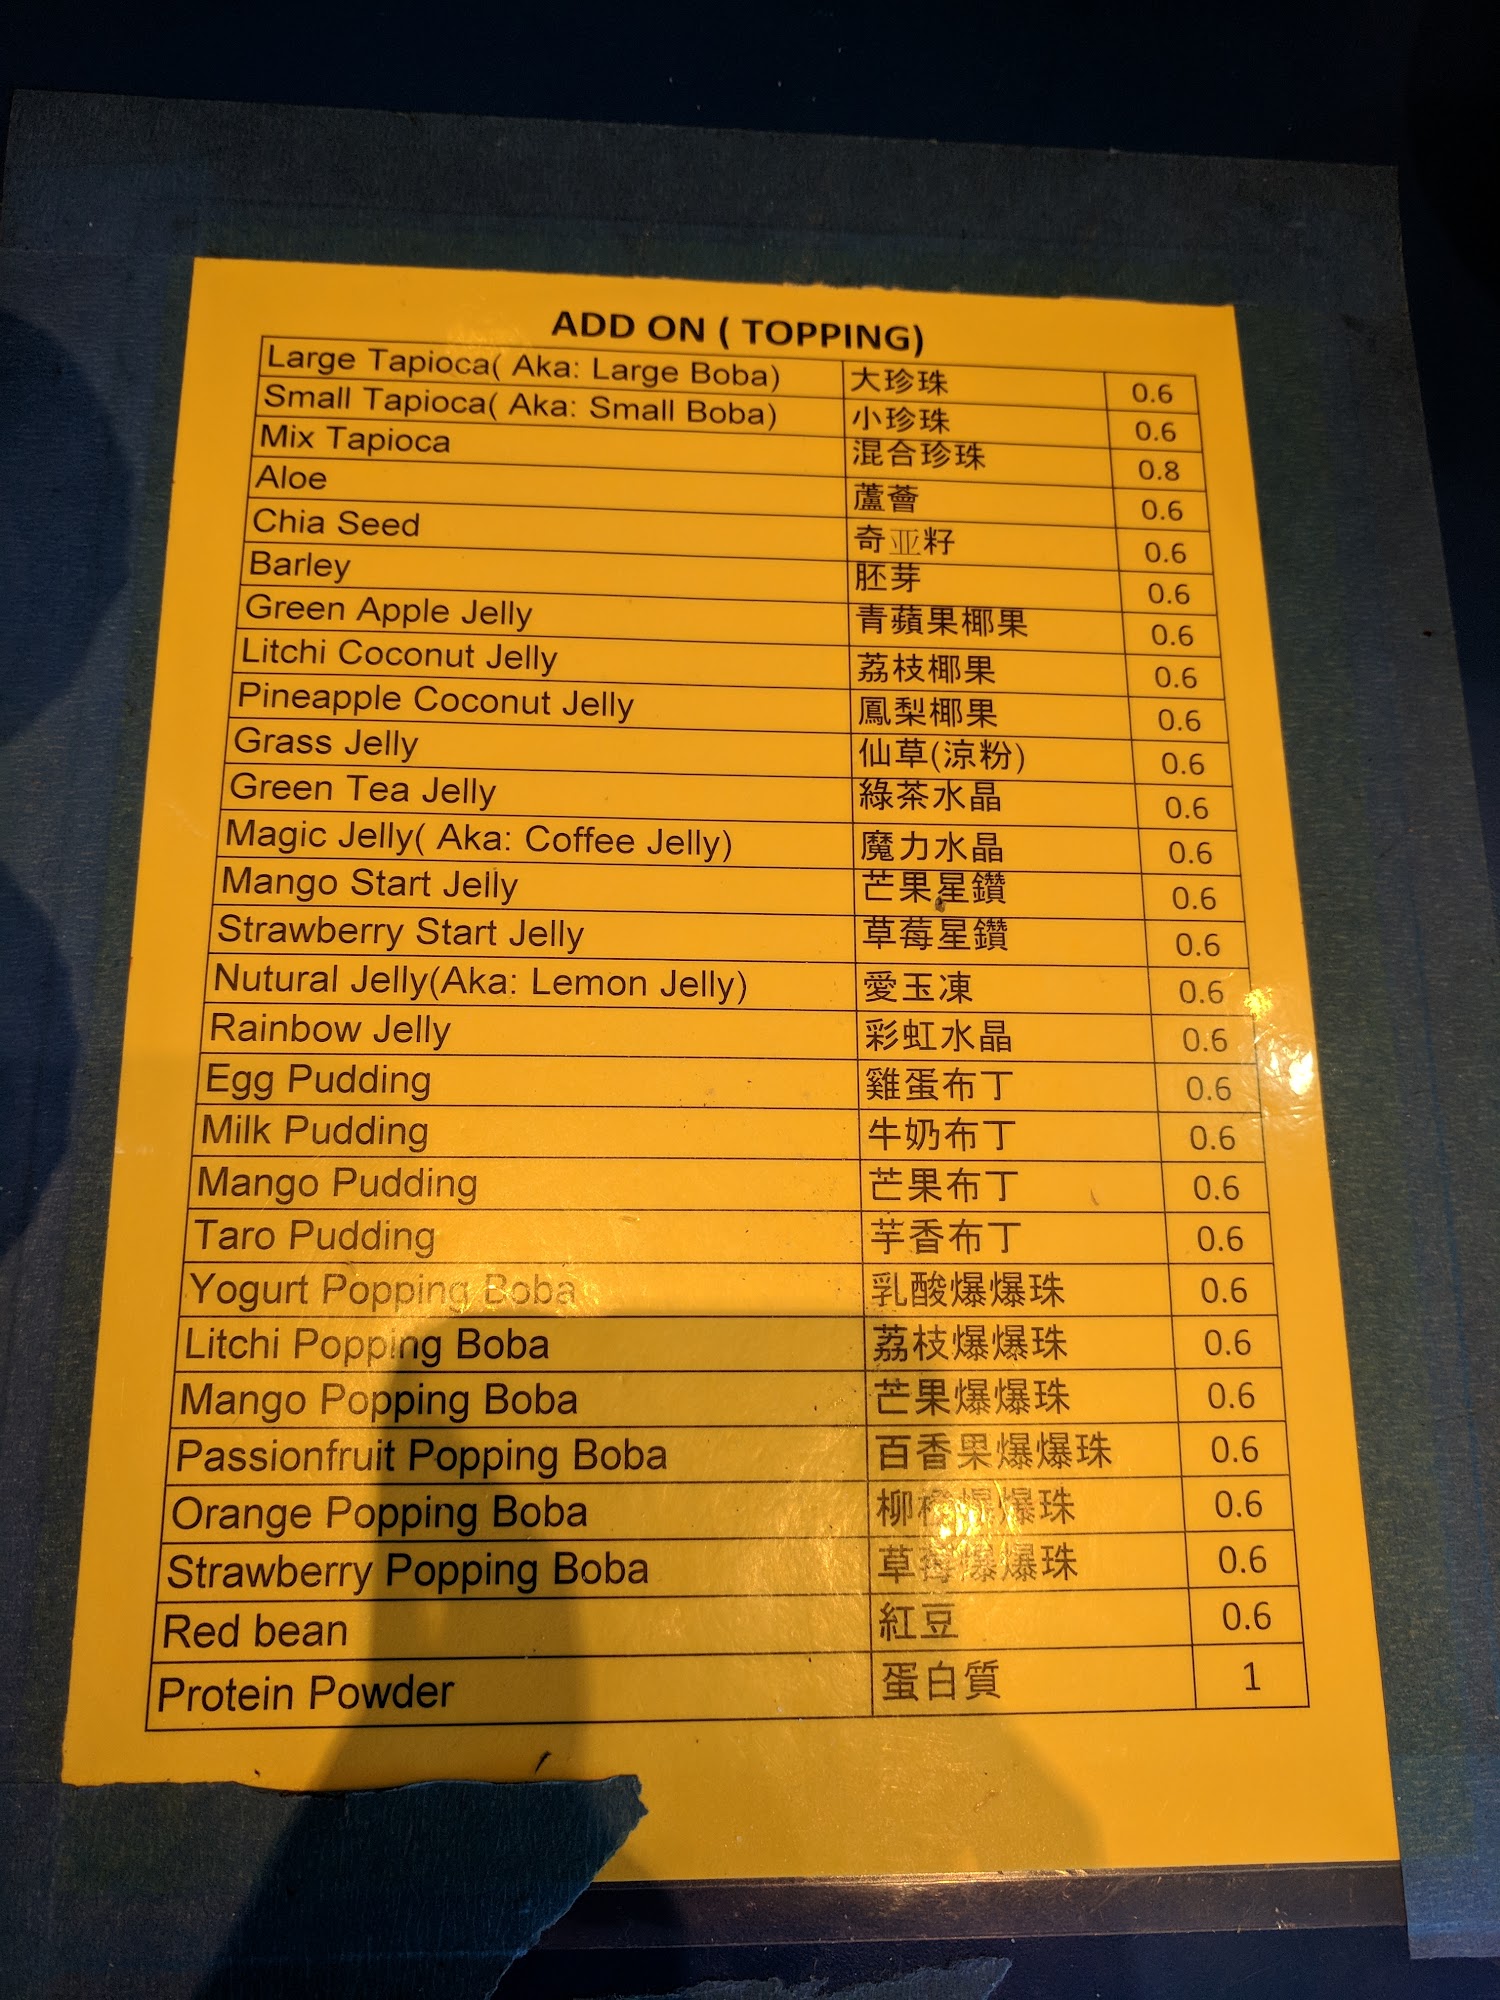 ADD ON ( TOPPING)
Large Tapioca( Aka: Large Boba) 大珍珠 0.6
Small Tapioca( Aka: Small Boba) 小珍珠 0.6
Mix Tapioca 混合珍珠 0.8
Aloe 蘆薈 0.6
Chia Seed 奇亚籽 0.6
Barley 胚芽 0.6
Green Apple Jelly 青蘋果椰果 0.6
Litchi Coconut Jelly 荔枝椰果 0.6
Pineapple Coconut Jelly 鳳梨椰果 0.6
Grass Jelly 仙草(涼粉) 0.6
Green Tea Jelly 綠茶水晶 0.6
Magic Jelly( Aka: Coffee Jelly) 魔力水晶 0.6
Mango Start Jelly 芒果星鑽 0.6
Strawberry Start Jelly 草莓星鑽 0.6
Nutural Jelly(Aka: Lemon Jelly) 愛玉凍 0.6
Rainbow Jelly 彩虹水晶 0.6
Egg Pudding 雞蛋布丁 0.6
Milk Pudding 牛奶布丁 0.6
Mango Pudding 芒果布丁 0.6
Taro Pudding 芋香布丁 0.6
Yogurt Popping Boba 乳酸爆爆珠 0.6
Litchi Popping Boba 荔枝爆爆珠 0.6
Mango Popping Boba 芒果爆爆珠 0.6
Passionfruit Popping Boba 百香果爆爆珠 0.6
Orange Popping Boba 柳橙爆爆珠 0.6
Strawberry Popping Boba 草莓爆爆珠 0.6
Red bean 紅豆 0.6
Protein Powder 蛋白質 1